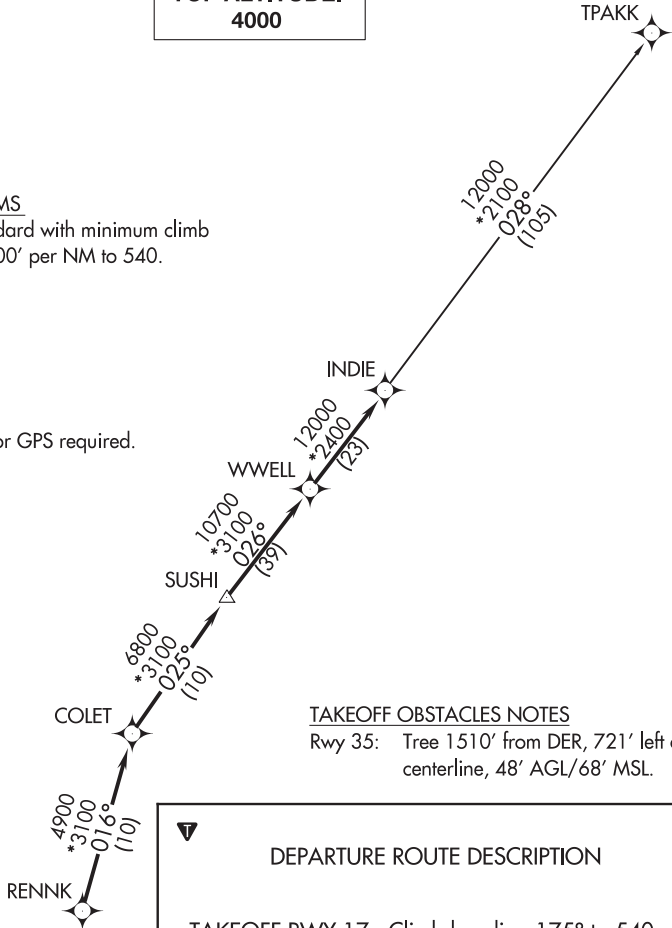 4000
TPAKK
12000
*2100
028°
(105)
MS
dard with minimum climb
00' per NM to 540.
INDIE
12000
*2400
(23)
or GPS required.
WWELL
10700
*3100
026°
(39)
SUSHI
6800
*3100
025°
(10)
COLET
TAKEOFF OBSTACLES NOTES
Rwy 35: Tree 1510' from DER, 721' left
centerline, 48' AGL/68' MSL.
4900
*3100
016°
(10)
T
DEPARTURE ROUTE DESCRIPTION
RENNK